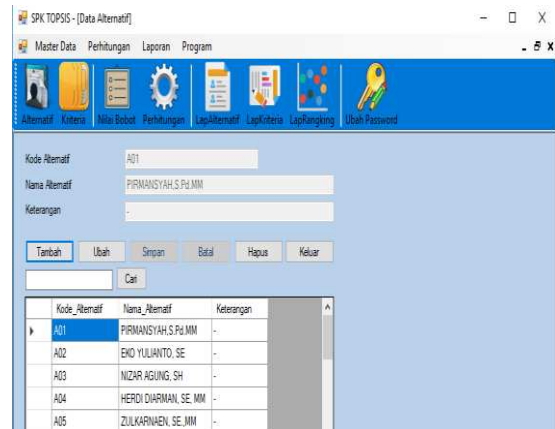 SPK TOPSIS - [Data Alternatif]
Master Data Perhitungan Laporan Program
Alternatif Kriteria Nilai Bobot Perhitungan LapAlternatif LapKriteria LapRangking Ubah Password
Kode Alternatif A01
Nama Alternatif PIRMANSYAH,S.Pd.MM
Keterangan -
Tambah Ubah Simpan Batal Hapus Keluar
Cari
Kode_Alternatif Nama_Alternatif Keterangan
A01 PIRMANSYAH,S.Pd.MM -
A02 EKO YULIANTO, SE -
A03 NIZAR AGUNG, SH -
A04 HERDI DIARMAN, SE, MM -
A05 ZULKARNAEN, SE.,MM -